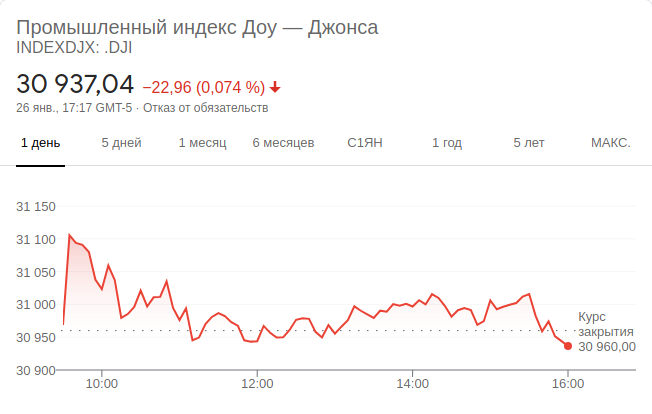 Промышленный индекс Доу — Джонса
INDEXDJX: .DJI
30 937,04 −22,96 (0,074 %)
26 янв., 17:17 GMT-5 · Отказ от обязательств
1 день 5 дней 1 месяц 6 месяцев С1ЯН 1 год 5 лет МАКС.
31 150
31 100
31 050
31 000
30 950
30 900
Курс
закрытия
30 960,00
10:00 12:00 14:00 16:00